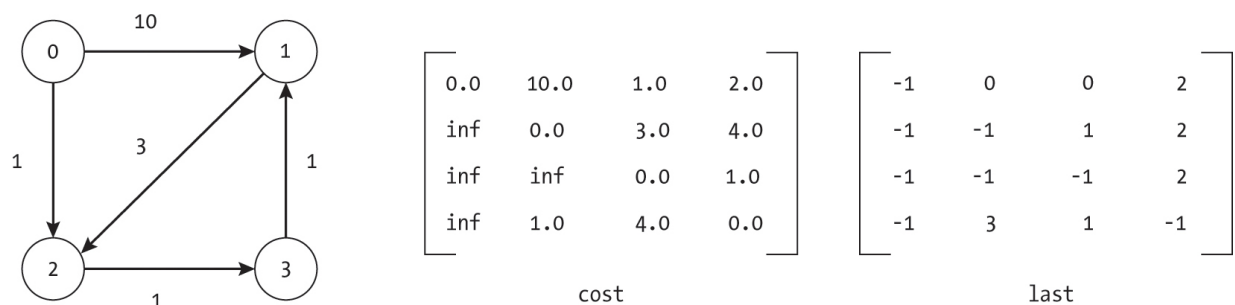 10
0
1
1
3
1
2
3
1
0.0 10.0 1.0 2.0
inf 0.0 3.0 4.0
inf inf 0.0 1.0
inf 1.0 4.0 0.0
cost
-1 0 0 2
-1 -1 1 2
-1 -1 -1 2
-1 3 1 -1
last